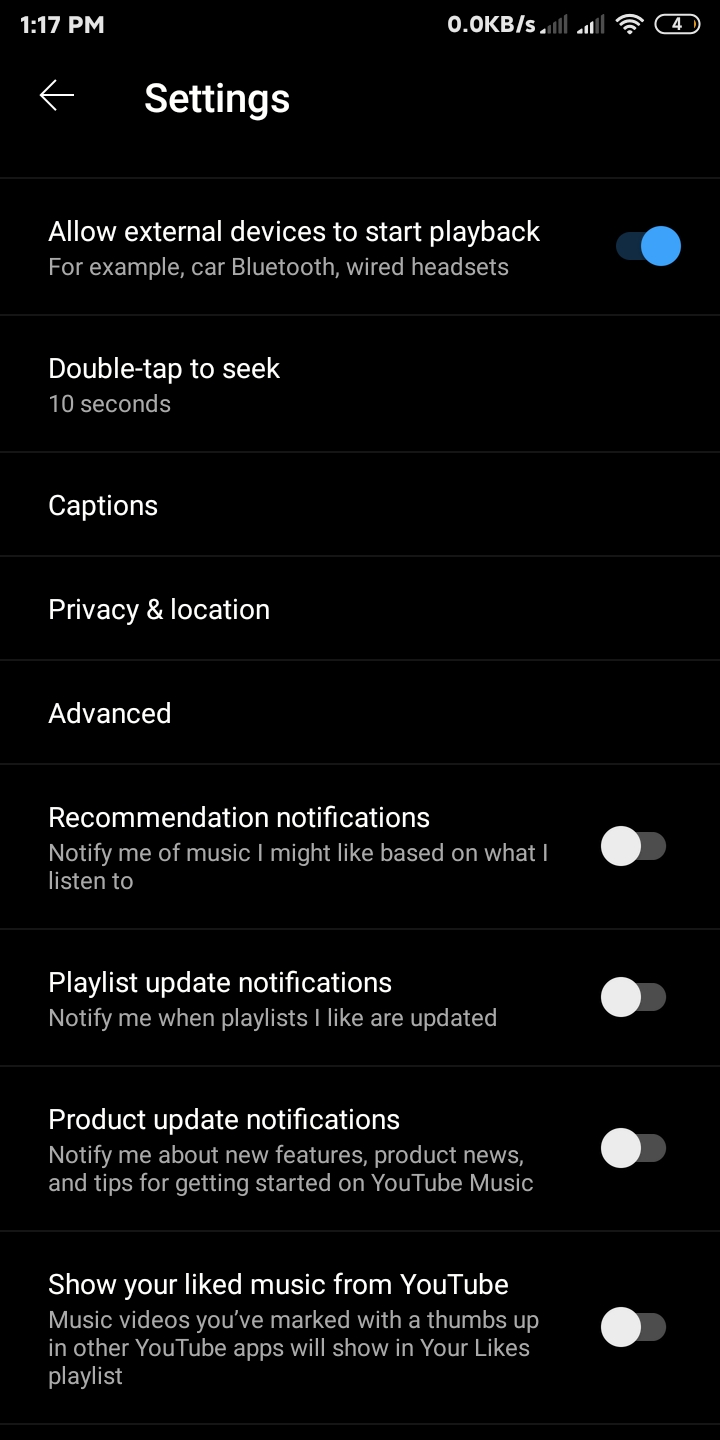 1:17 PM 0.0KB/s 4
Settings
Allow external devices to start playback
For example, car Bluetooth, wired headsets
Double-tap to seek
10 seconds
Captions
Privacy & location
Advanced
Recommendation notifications
Notify me of music I might like based on what I
listen to
Playlist update notifications
Notify me when playlists I like are updated
Product update notifications
Notify me about new features, product news,
and tips for getting started on YouTube Music
Show your liked music from YouTube
Music videos you’ve marked with a thumbs up
in other YouTube apps will show in Your Likes
playlist